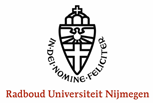 IN·DEI·NOMINE·FELICITER
Radboud Universiteit Nijmegen